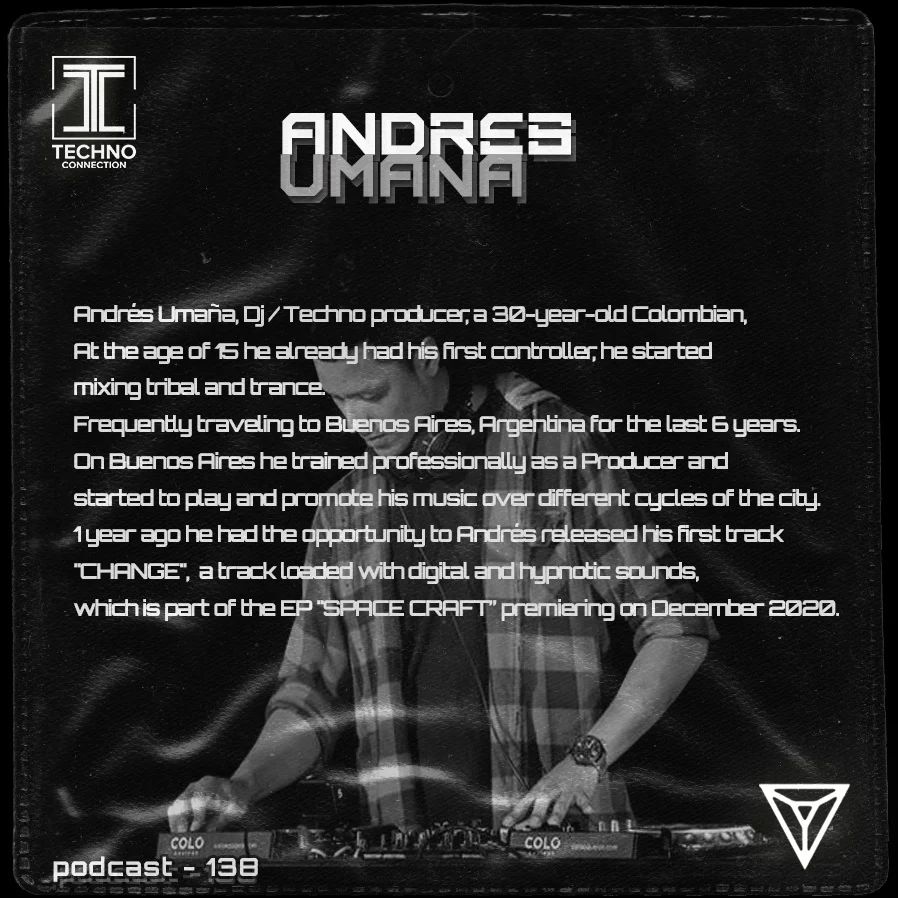 TECHNO
CONNECTION
ANDRES
UMANA
Andrés Umaña, Dj / Techno producer, a 30-year-old Colombian,
At the age of 15 he already had his first controller, he started
mixing tribal and trance.
Frequently traveling to Buenos Aires, Argentina for the last 6 years.
On Buenos Aires he trained professionally as a Producer and
started to play and promote his music over different cycles of the city.
1 year ago he had the opportunity to Andrés released his first track
"CHANGE", a track loaded with digital and hypnotic sounds,
which is part of the EP "SPACE CRAFT" premiering on December 2020.
COLO
COLO
podcast - 138